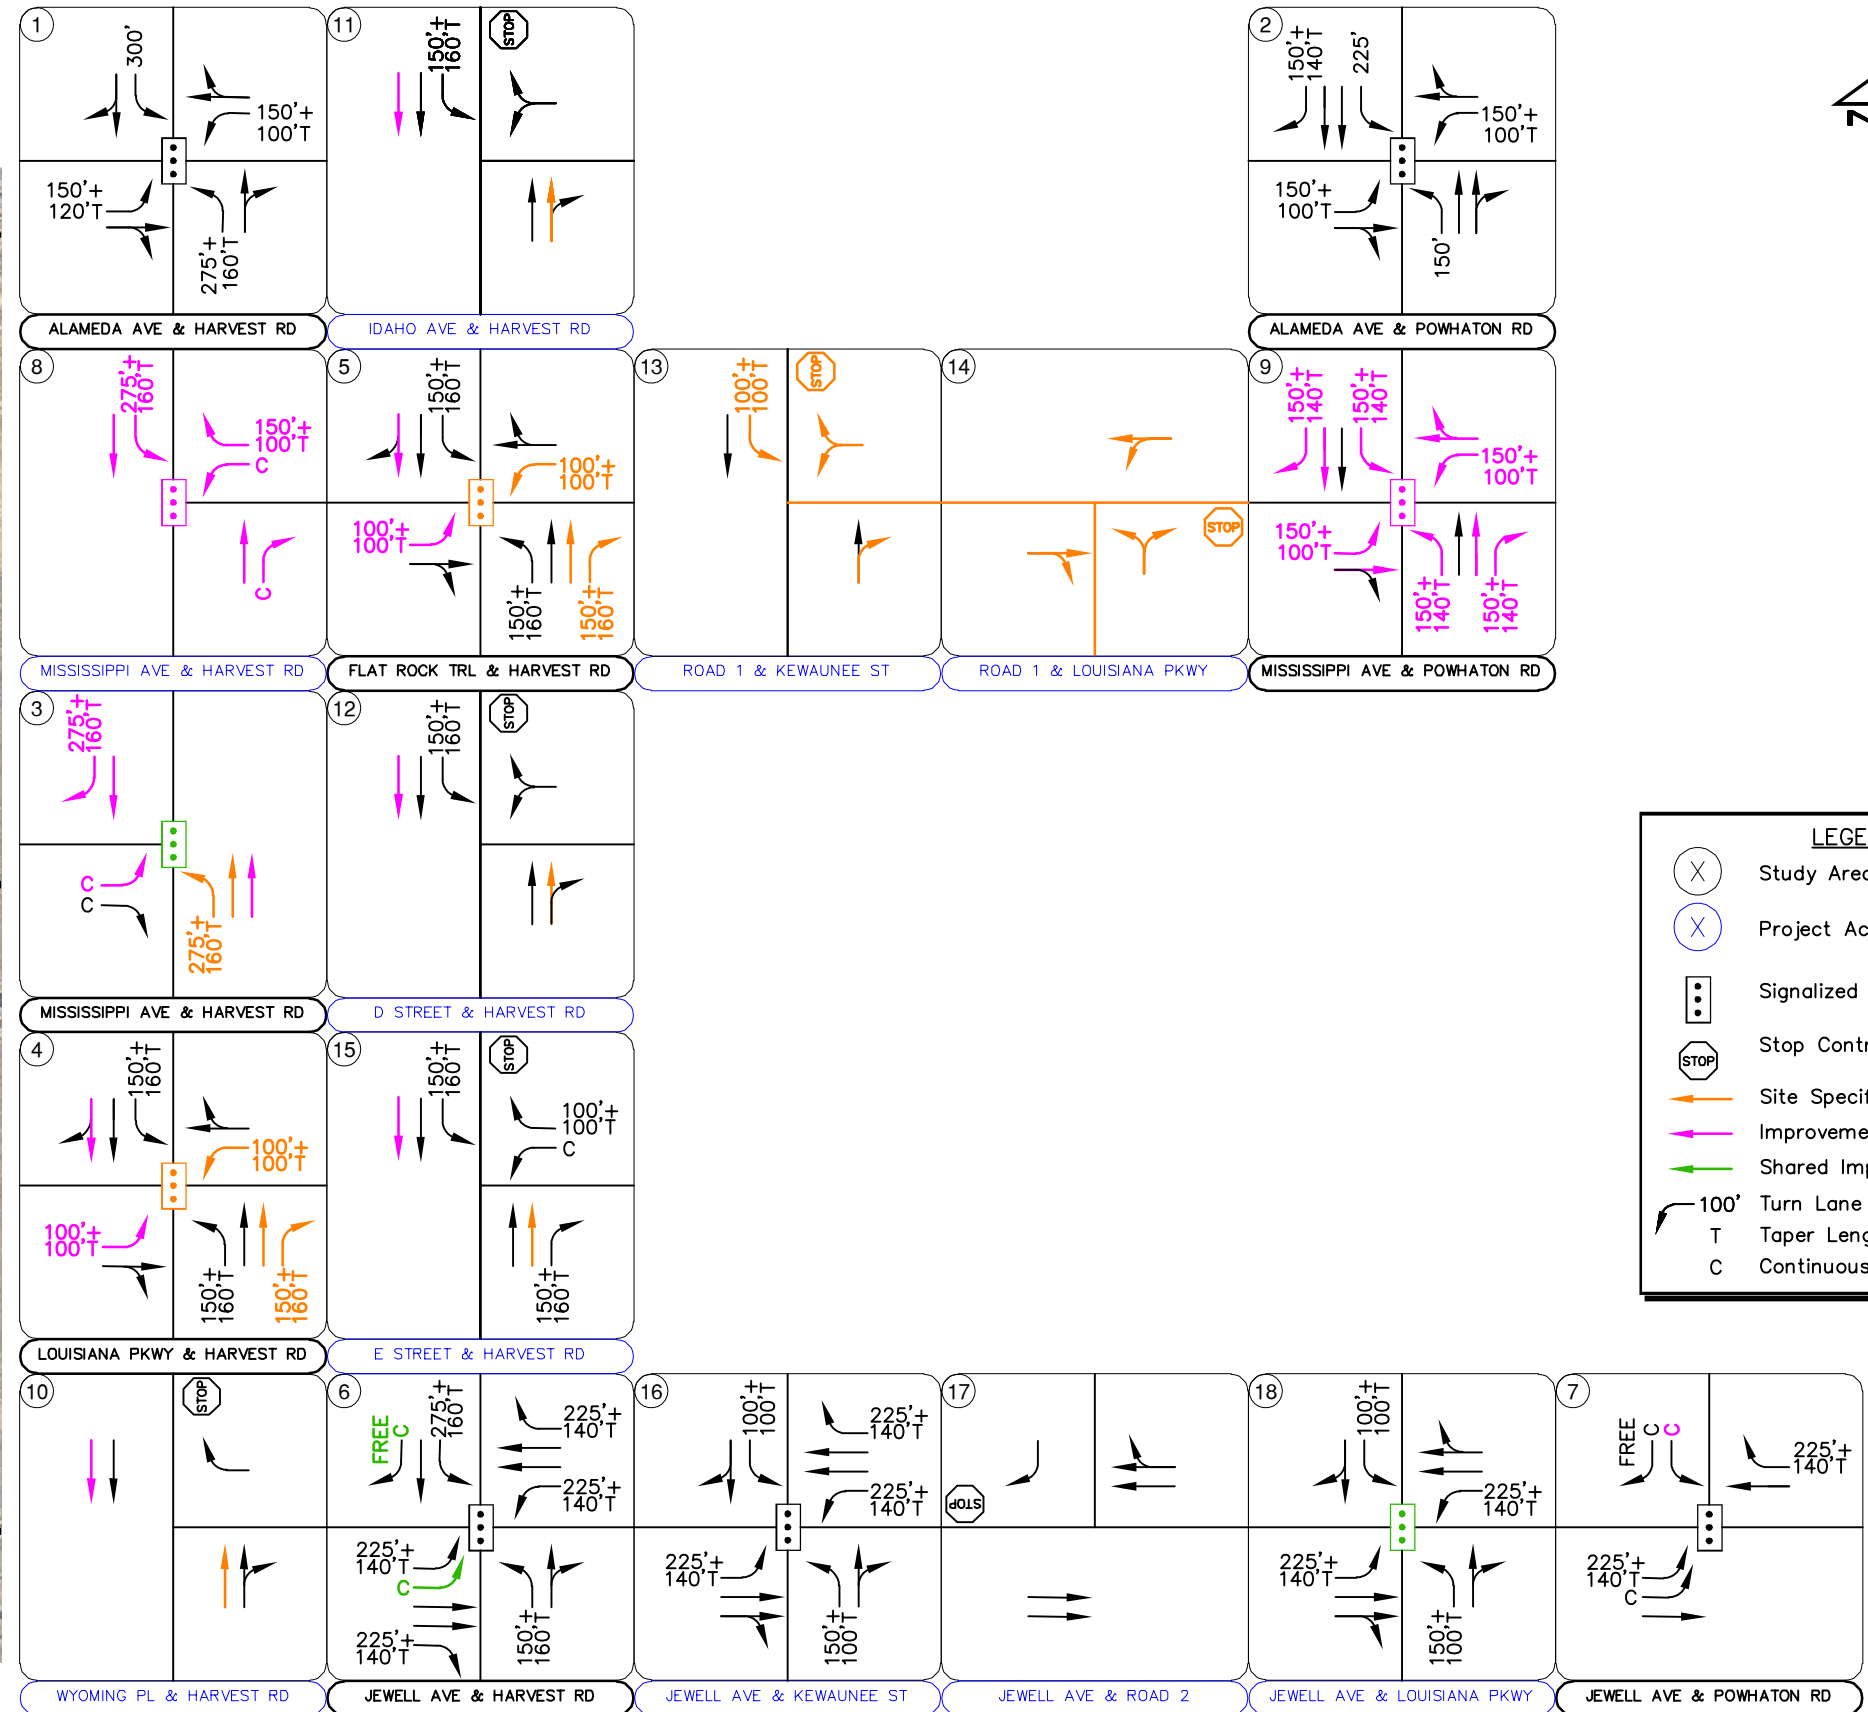 1
300'
150'+
100'T
150'+
120'T
275'+
160'T
ALAMEDA AVE & HARVEST RD
11
150'+
160'T
STOP
IDAHO AVE & HARVEST RD
2
150'+
140'T
225'
150'+
100'T
150'+
100'T
150'
ALAMEDA AVE & POWHATON RD
8
275'+
160'T
150'+
100'T
C
C
MISSISSIPPI AVE & HARVEST RD
5
150'+
160'T
100'+
100'T
100'+
100'T
150'+
160'T
150'+
160'T
FLAT ROCK TRL & HARVEST RD
13
100'+
100'T
STOP
ROAD 1 & KEWAUNEE ST
14
STOP
ROAD 1 & LOUISIANA PKWY
9
150'+
140'T
150'+
140'T
150'+
100'T
150'+
100'T
150'+
140'T
150'+
140'T
MISSISSIPPI AVE & POWHATON RD
3
275'+
160'T
C
C
275'+
160'T
MISSISSIPPI AVE & HARVEST RD
12
150'+
160'T
STOP
D STREET & HARVEST RD
4
150'+
160'T
100'+
100'T
100'+
100'T
150'+
160'T
150'+
160'T
LOUISIANA PKWY & HARVEST RD
15
150'+
160'T
STOP
100'+
100'T
C
150'+
160'T
E STREET & HARVEST RD
10
STOP
WYOMING PL & HARVEST RD
6
FREE
C
275'+
160'T
225'+
140'T
225'+
140'T
225'+
140'T
C
225'+
140'T
150'+
160'T
JEWELL AVE & HARVEST RD
16
100'+
100'T
225'+
140'T
225'+
140'T
225'+
140'T
150'+
100'T
JEWELL AVE & KEWAUNEE ST
17
STOP
JEWELL AVE & ROAD 2
18
100'+
100'T
225'+
140'T
225'+
140'T
150'+
100'T
JEWELL AVE & LOUISIANA PKWY
7
FREE
C
C
225'+
140'T
225'+
140'T
C
JEWELL AVE & POWHATON RD
LEGE
X Study Area
X Project Ac
Signalized
STOP Stop Contr
Site Specif
Improveme
Shared Imp
100' Turn Lane
T Taper Leng
C Continuous